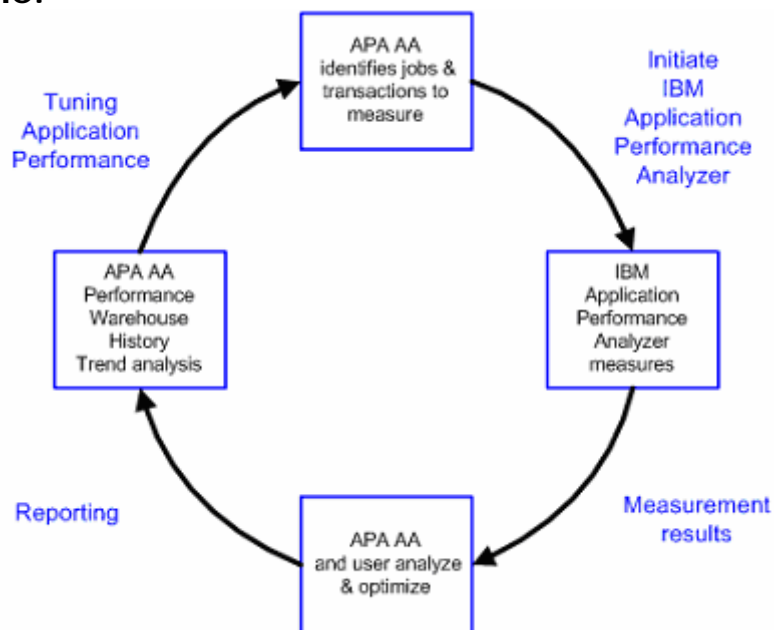 APA AA
identifies jobs &
transactions to
measure
Initiate
IBM
Application
Performance
Analyzer
Tuning
Application
Performance
APA AA
Performance
Warehouse
History
Trend analysis
IBM
Application
Performance
Analyzer
measures
Reporting
Measurement
results
APA AA
and user analyze
& optimize